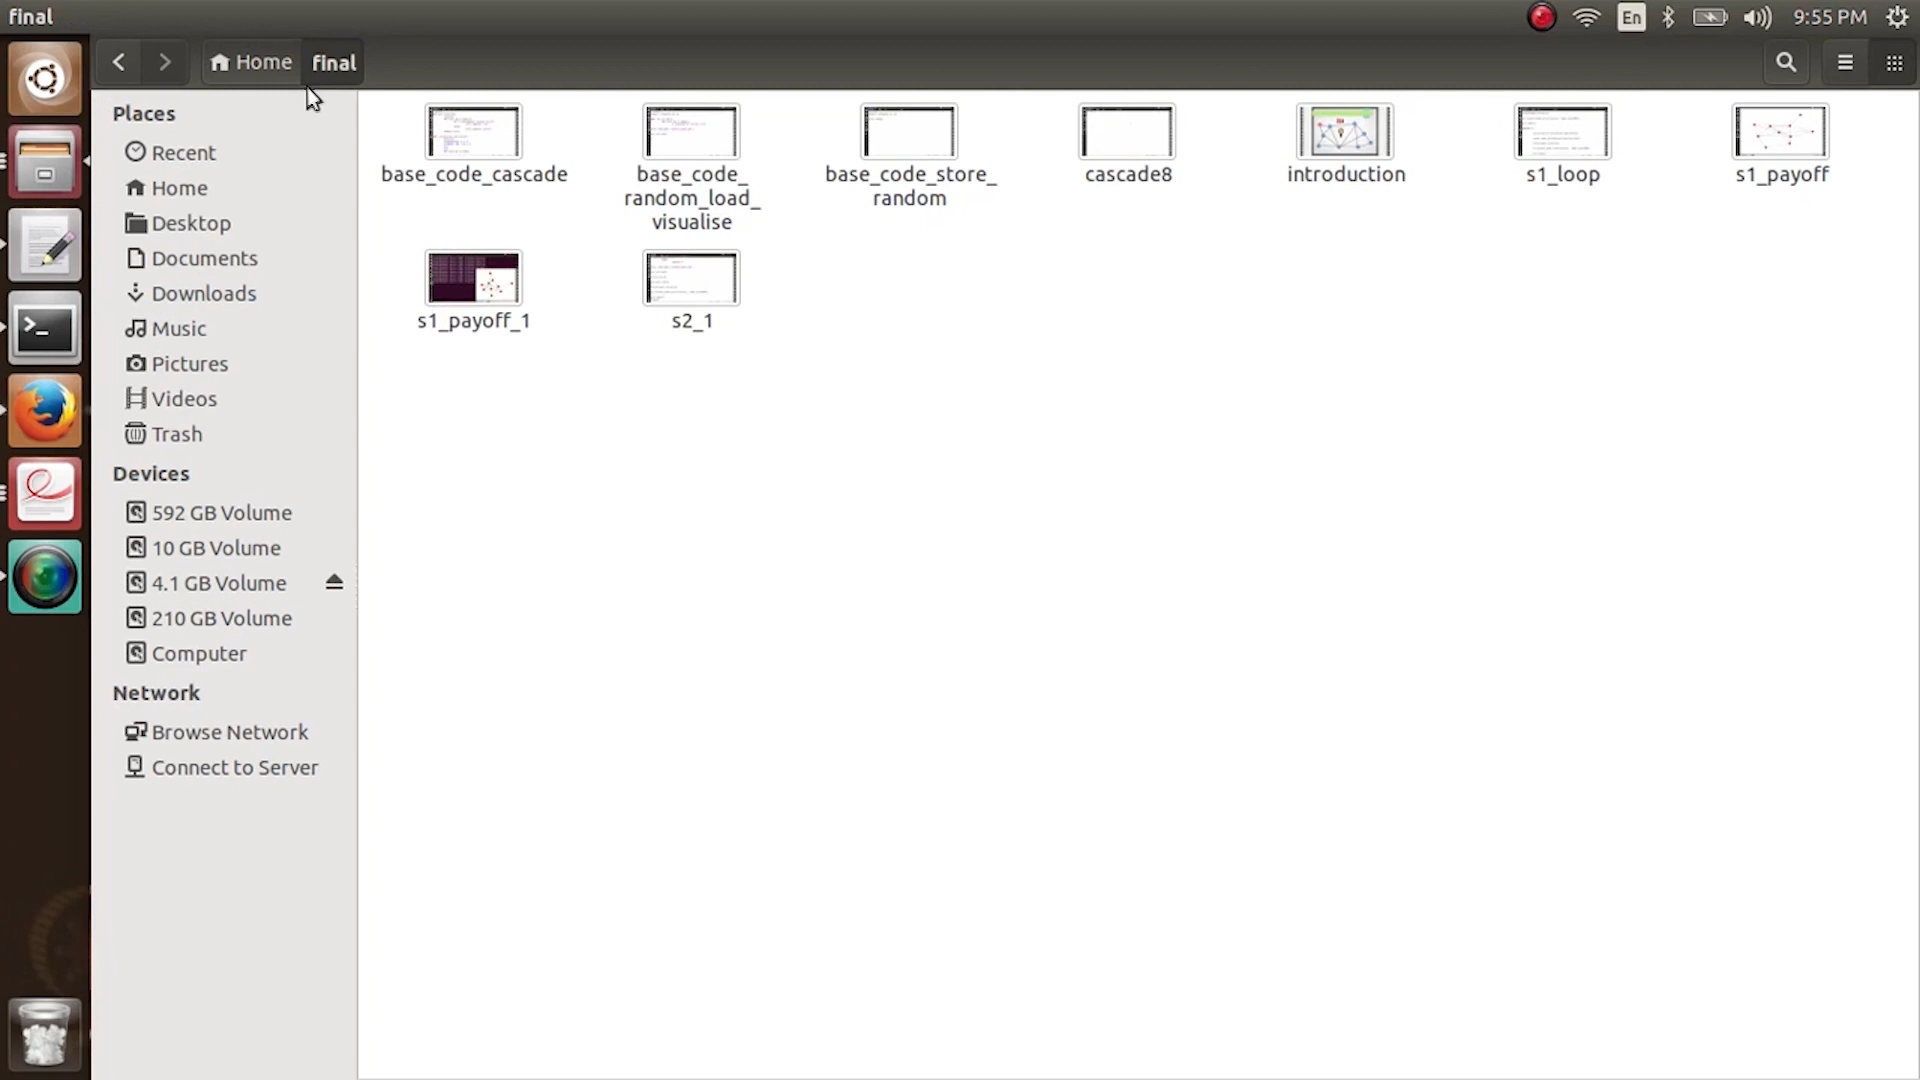 final
En
9:55 PM
Home
final
Places
Recent
Home
Desktop
Documents
Downloads
Music
Pictures
Videos
Trash
Devices
592 GB Volume
10 GB Volume
4.1 GB Volume
210 GB Volume
Computer
Network
Browse Network
Connect to Server
base_code_cascade
base_code_
random_load_
visualise
base_code_store_
random
cascade8
introduction
s1_loop
s1_payoff
s1_payoff_1
s2_1